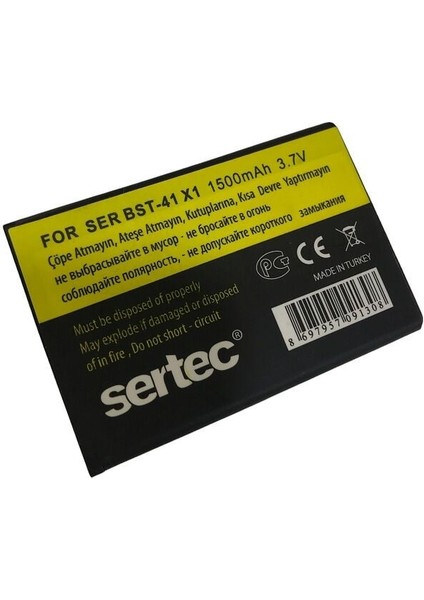 FOR SER BST-41 X1 1500mAh 3.7V
Çöpe Atmayın, Ateşe Atmayın, Kutuplarına, Kısa Devre Yaptırmayın
не выбрасывайте в мусор - не бросайте в огонь
соблюдайте полярность, - не допускайте короткого замыкания
Must be disposed of properly
May explode if damaged or disposed
of in fire , Do not short - circuit
PG CE
MADE IN TURKEY
sertec®
8 697957 091308